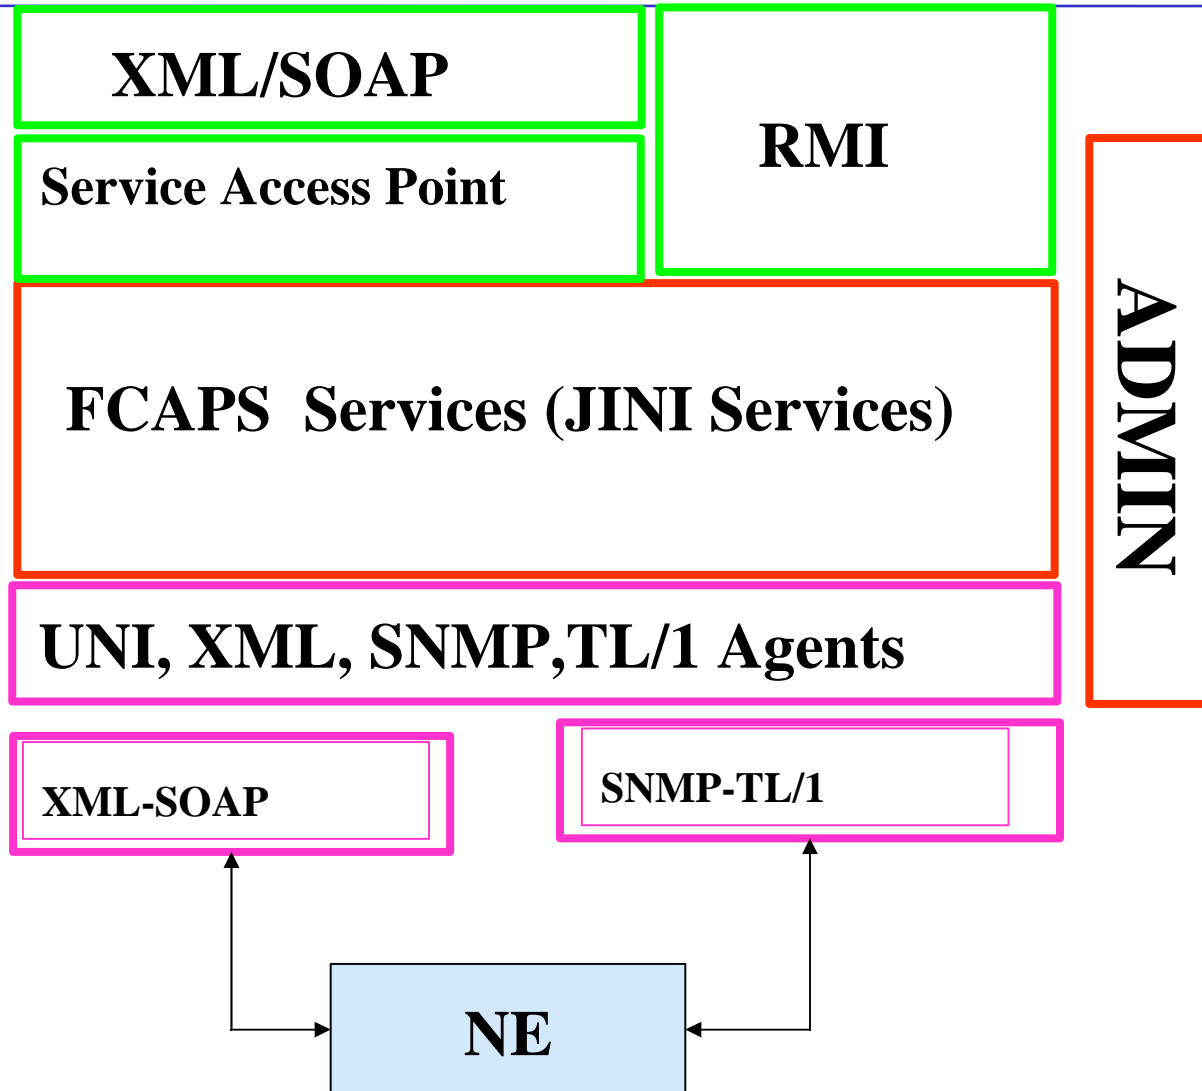 XML/SOAP
RMI
Service Access Point
FCAPS  Services (JINI Services)
ADMIN
UNI, XML, SNMP,TL/1 Agents
XML-SOAP
SNMP-TL/1
NE